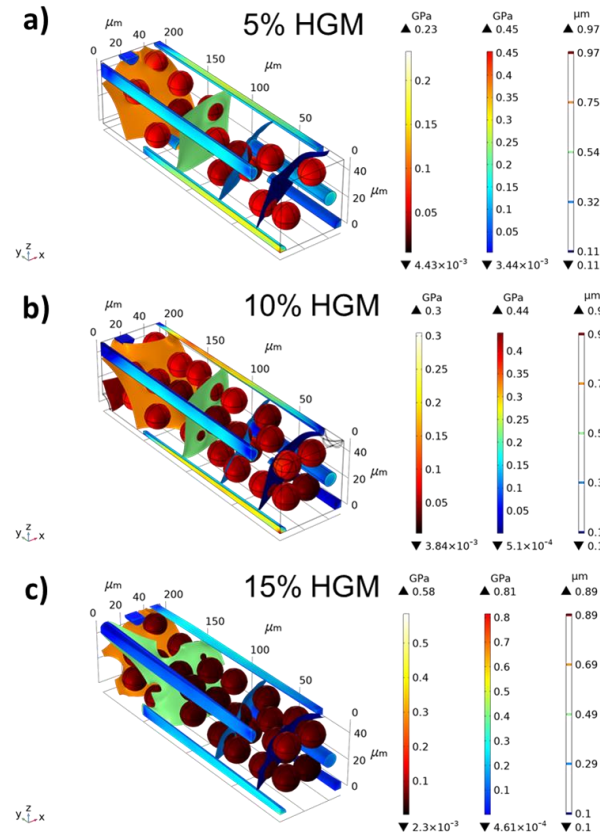 a) 5% HGM
μm
0 20 40 200 150 μm 100 50 0
0 20 40 μm
y z x
GPa GPa μm
▲ 0.23 ▲ 0.45 ▲ 0.97
0.2 0.15 0.1 0.05
0.45 0.4 0.35 0.3 0.25 0.2 0.15 0.1 0.05
0.97 0.75 0.54 0.32 0.11
▼ 4.43×10⁻³ ▼ 3.44×10⁻³ ▼ 0.11
b) 10% HGM
μm
0 20 40 200 150 μm 100 50 0
40 20 0 μm
y z x
GPa GPa μm
▲ 0.3 ▲ 0.44 ▲ 0.9
0.3 0.25 0.2 0.15 0.1 0.05
0.4 0.35 0.3 0.25 0.2 0.15 0.1 0.05
▼ 3.84×10⁻³ ▼ 5.1×10⁻⁴ ▼ 0.1
c) 15% HGM
μm
0 20 40 200 150 μm 100 50 0
40 20 0 μm
y z x
GPa GPa μm
▲ 0.58 ▲ 0.81 ▲ 0.89
0.5 0.4 0.3 0.2 0.1
0.8 0.7 0.6 0.5 0.4 0.3 0.2 0.1
0.89 0.69 0.49 0.29 0.1
▼ 2.3×10⁻³ ▼ 4.61×10⁻⁴ ▼ 0.1